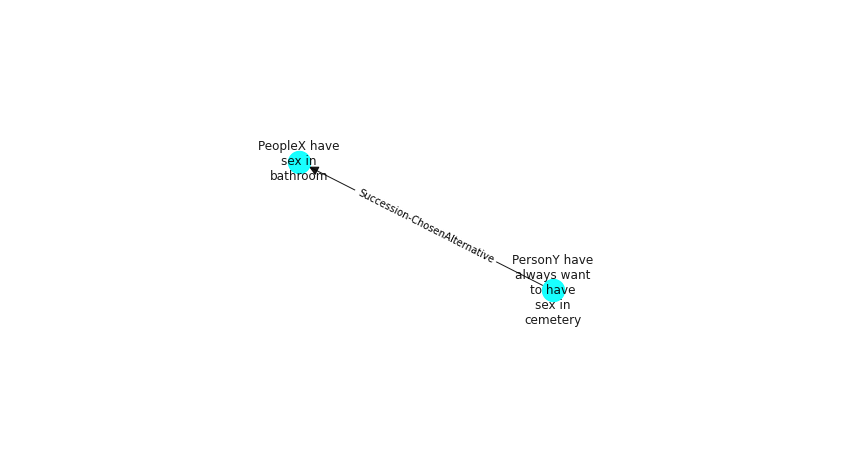 PeopleX have
sex in
bathroom
Succession-ChosenAlternative
PersonY have
always want
to have
sex in
cemetery